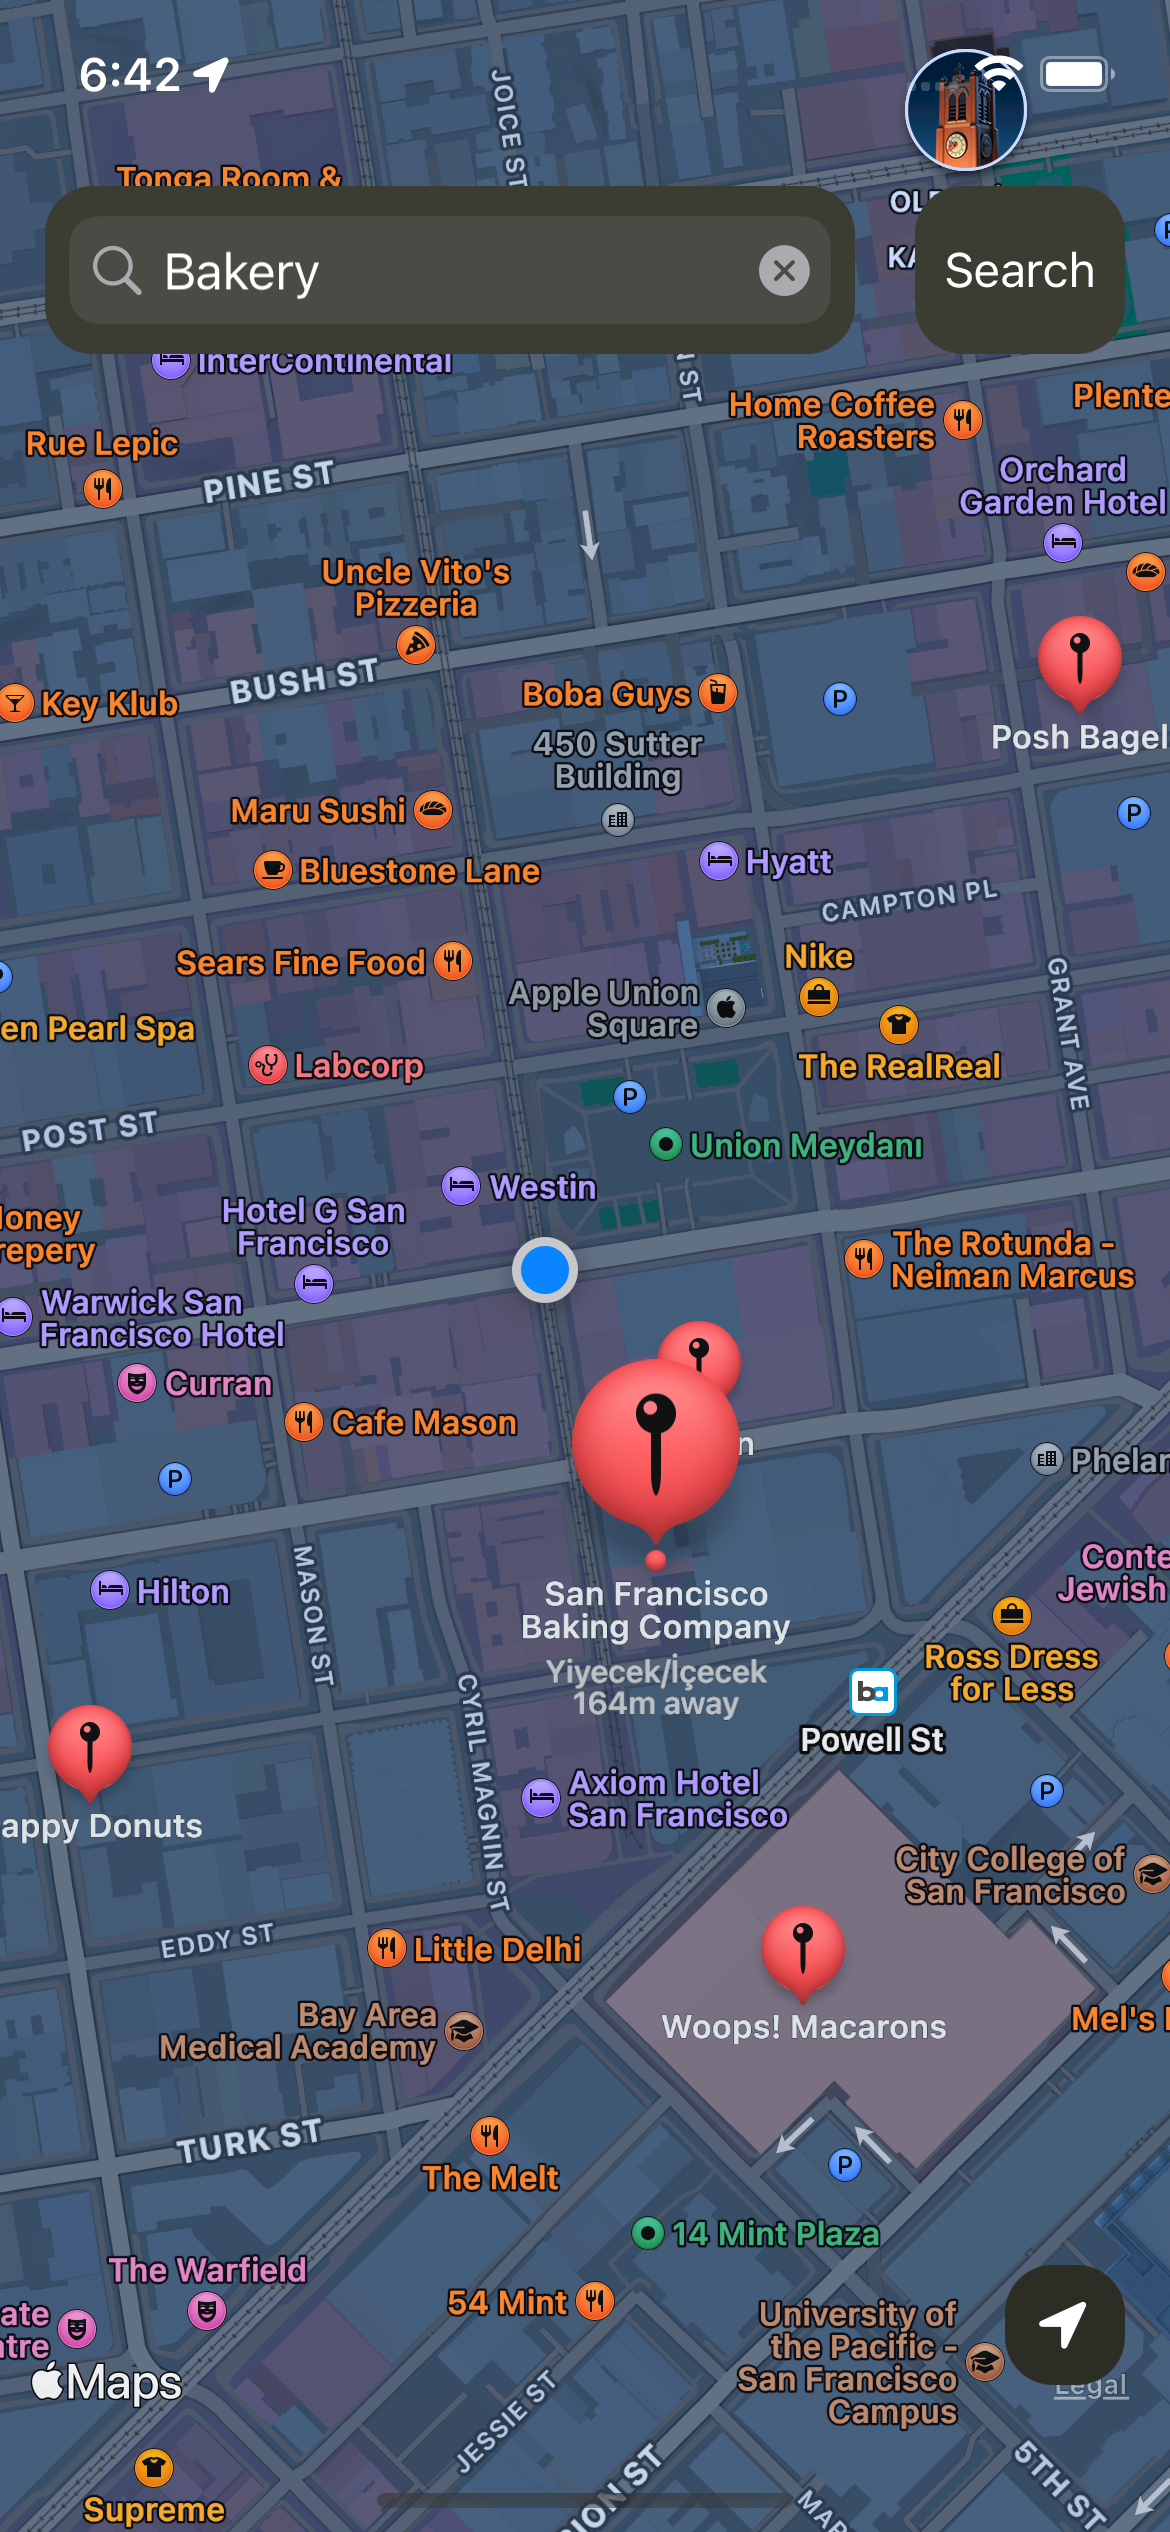 6:42
JOICE ST
Tonga Room &
Bakery
Search
InterContinental
Home Coffee
Roasters
Rue Lepic
PINE ST
Orchard
Garden Hotel
Uncle Vito's
Pizzeria
BUSH ST
Key Klub
Boba Guys
P
450 Sutter
Building
Posh Bagel
Maru Sushi
P
Bluestone Lane
Hyatt
CAMPTON PL
Sears Fine Food
Nike
Apple Union
Square
GRANT AVE
en Pearl Spa
Labcorp
The RealReal
P
POST ST
Union Meydanı
Westin
Hotel G San
Francisco
The Rotunda -
Neiman Marcus
Warwick San
Francisco Hotel
Curran
Cafe Mason
P
Hilton
MASON ST
San Francisco
Baking Company
Yiyecek/İçecek
164m away
Ross Dress
for Less
ba
Powell St
CYRIL MAGNIN ST
Axiom Hotel
San Francisco
P
appy Donuts
City College of
San Francisco
EDDY ST
Little Delhi
Bay Area
Medical Academy
Woops! Macarons
Mel's
TURK ST
The Melt
P
14 Mint Plaza
The Warfield
54 Mint
University of
the Pacific -
San Francisco
Campus
Maps
Legal
JESSIE ST
5TH ST
Supreme